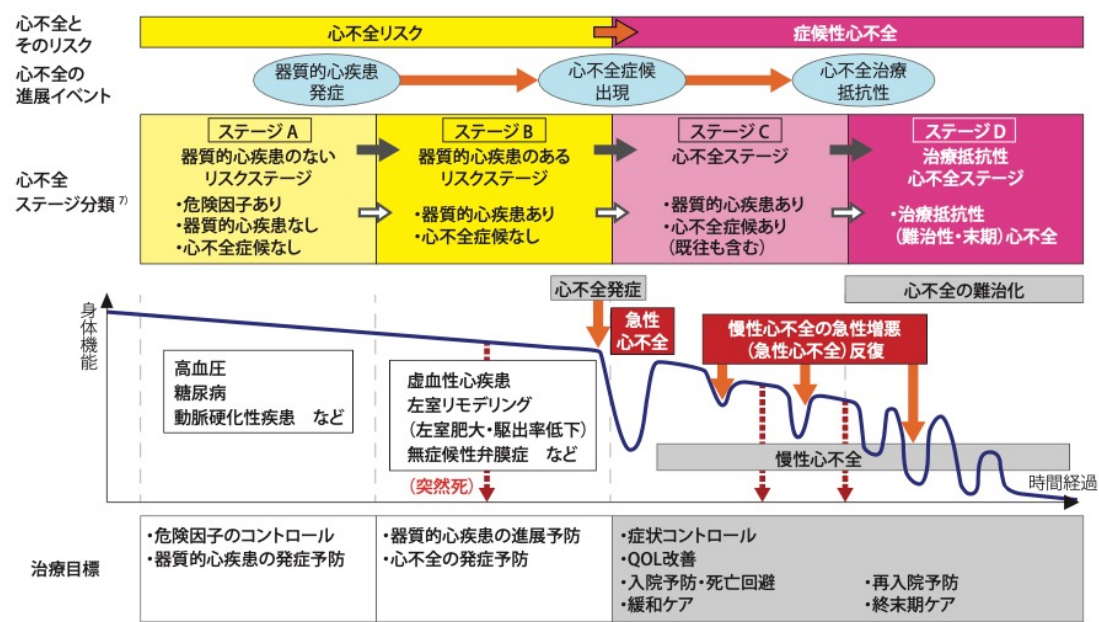 心不全と
そのリスク
心不全リスク
症候性心不全
心不全の
進展イベント
器質的心疾患
発症
心不全症候
出現
心不全治療
抵抗性
心不全
ステージ分類 7)
ステージA
器質的心疾患のない
リスクステージ
・危険因子あり
・器質的心疾患なし
・心不全症候なし
ステージB
器質的心疾患のある
リスクステージ
・器質的心疾患あり
・心不全症候なし
ステージC
心不全ステージ
・器質的心疾患あり
・心不全症候あり
(既往も含む)
ステージD
治療抵抗性
心不全ステージ
・治療抵抗性
(難治性・末期)心不全
身体機能
心不全発症
心不全の難治化
急性
心不全
慢性心不全の急性増悪
(急性心不全)反復
高血圧
糖尿病
動脈硬化性疾患 など
虚血性心疾患
左室リモデリング
(左室肥大・駆出率低下)
無症候性弁膜症 など
(突然死)
慢性心不全
時間経過
治療目標
・危険因子のコントロール
・器質的心疾患の発症予防
・器質的心疾患の進展予防
・心不全の発症予防
・症状コントロール
・QOL改善
・入院予防・死亡回避
・緩和ケア
・再入院予防
・終末期ケア